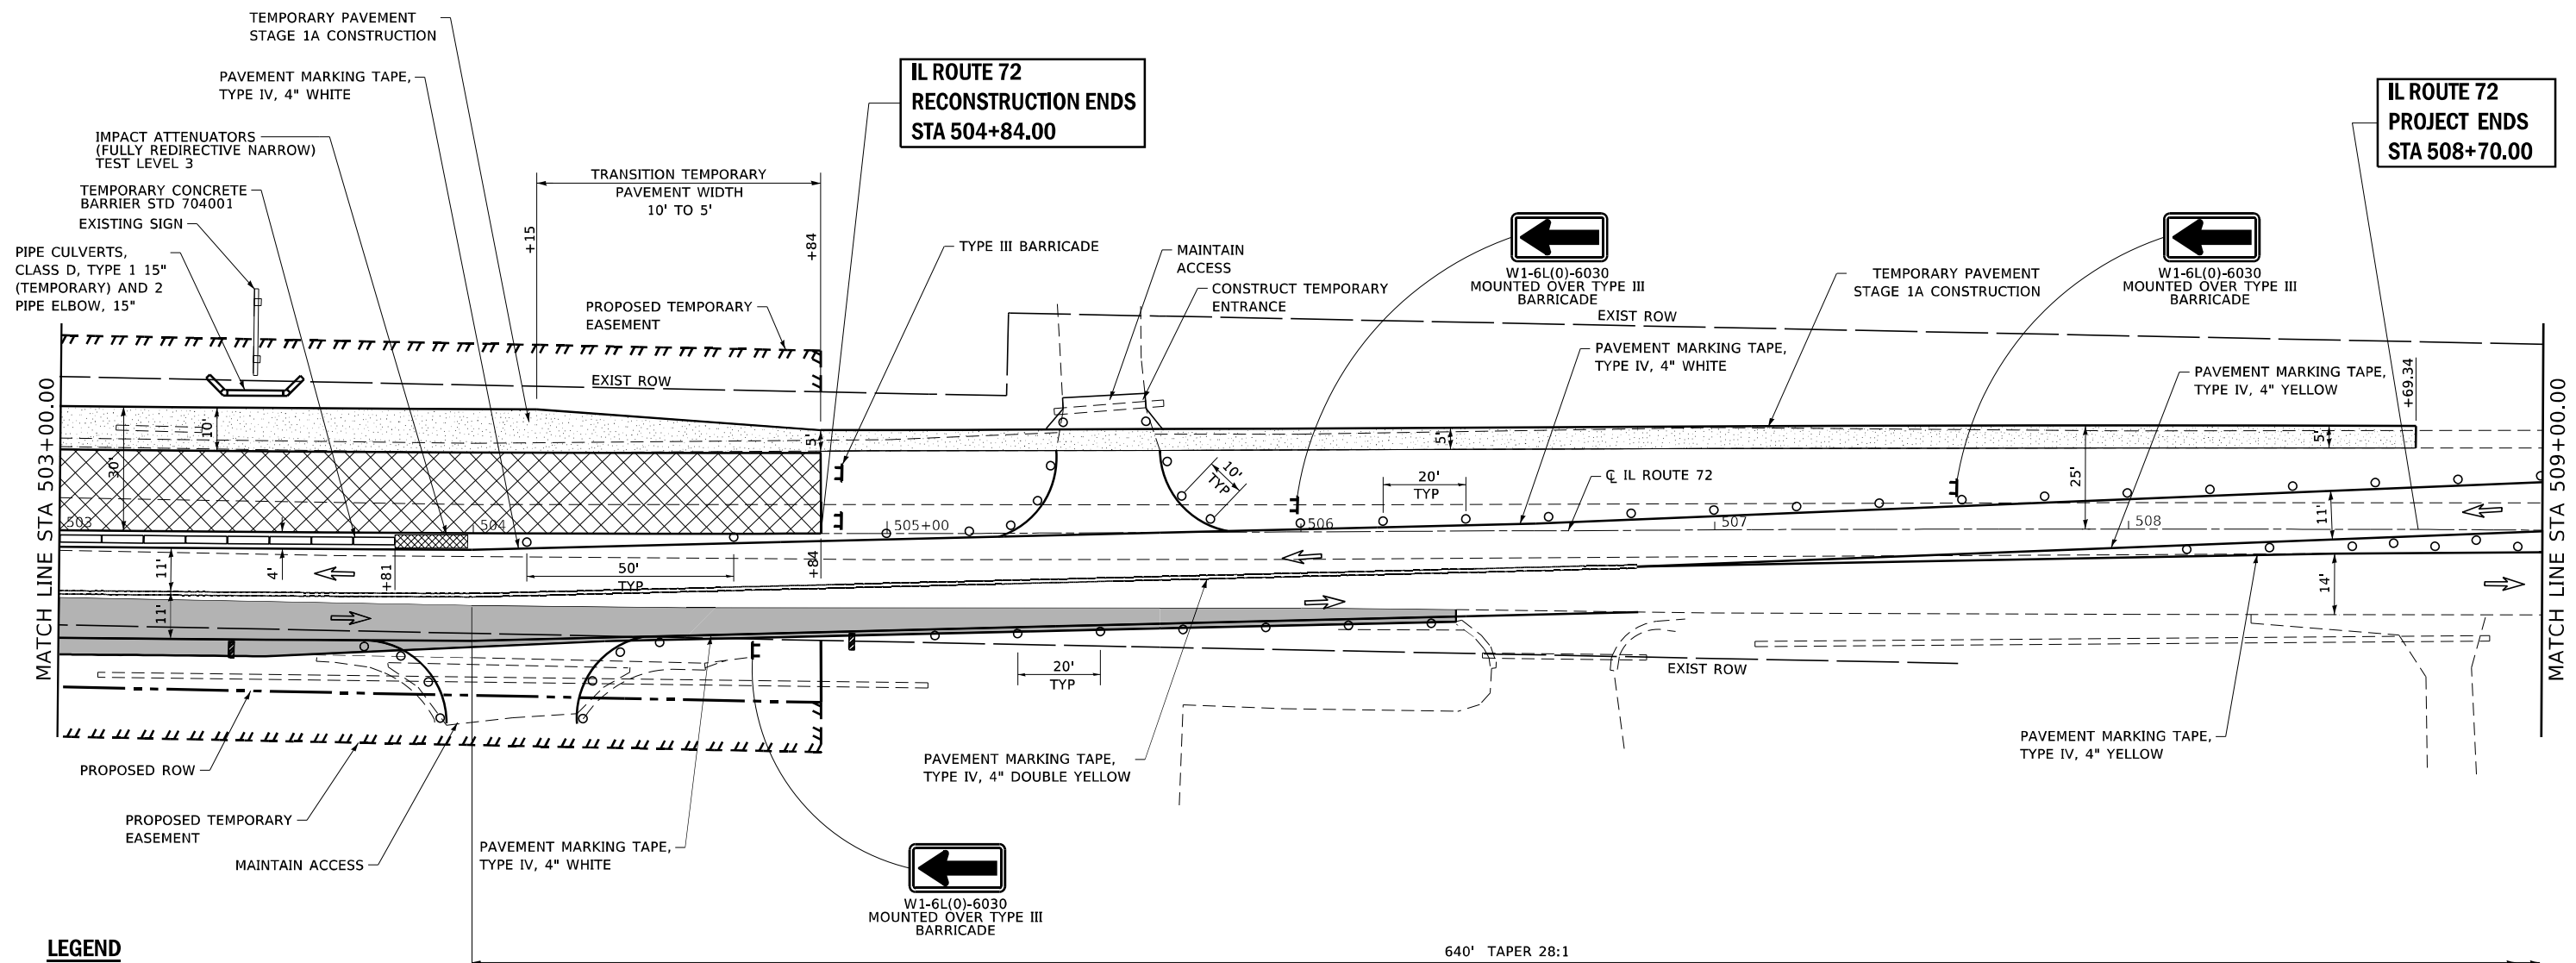 TEMPORARY PAVEMENT
STAGE 1A CONSTRUCTION
PAVEMENT MARKING TAPE,
TYPE IV, 4" WHITE
IMPACT ATTENUATORS
(FULLY REDIRECTIVE NARROW)
TEST LEVEL 3
TEMPORARY CONCRETE
BARRIER STD 704001
EXISTING SIGN
PIPE CULVERTS,
CLASS D, TYPE 1 15"
(TEMPORARY) AND 2
PIPE ELBOW, 15"
IL ROUTE 72
RECONSTRUCTION ENDS
STA 504+84.00
IL ROUTE 72
PROJECT ENDS
STA 508+70.00
TRANSITION TEMPORARY
PAVEMENT WIDTH
10' TO 5'
+15
+84
PROPOSED TEMPORARY
EASEMENT
TYPE III BARRICADE
MAINTAIN
ACCESS
CONSTRUCT TEMPORARY
ENTRANCE
W1-6L(0)-6030
MOUNTED OVER TYPE III
BARRICADE
TEMPORARY PAVEMENT
STAGE 1A CONSTRUCTION
W1-6L(0)-6030
MOUNTED OVER TYPE III
BARRICADE
EXIST ROW
PAVEMENT MARKING TAPE,
TYPE IV, 4" WHITE
PAVEMENT MARKING TAPE,
TYPE IV, 4" YELLOW
+69.34
EXIST ROW
MATCH LINE STA 503+00.00
MATCH LINE STA 509+00.00
10'
30'
5'
5'
5'
25'
10'
TYP
20'
TYP
℄ IL ROUTE 72
503
504
505+00
506
507
508
11'
11'
4'
+81
50'
TYP
+84
11'
14'
20'
TYP
EXIST ROW
PROPOSED ROW
PROPOSED TEMPORARY
EASEMENT
MAINTAIN ACCESS
PAVEMENT MARKING TAPE,
TYPE IV, 4" WHITE
PAVEMENT MARKING TAPE,
TYPE IV, 4" DOUBLE YELLOW
PAVEMENT MARKING TAPE,
TYPE IV, 4" YELLOW
W1-6L(0)-6030
MOUNTED OVER TYPE III
BARRICADE
LEGEND
640' TAPER 28:1